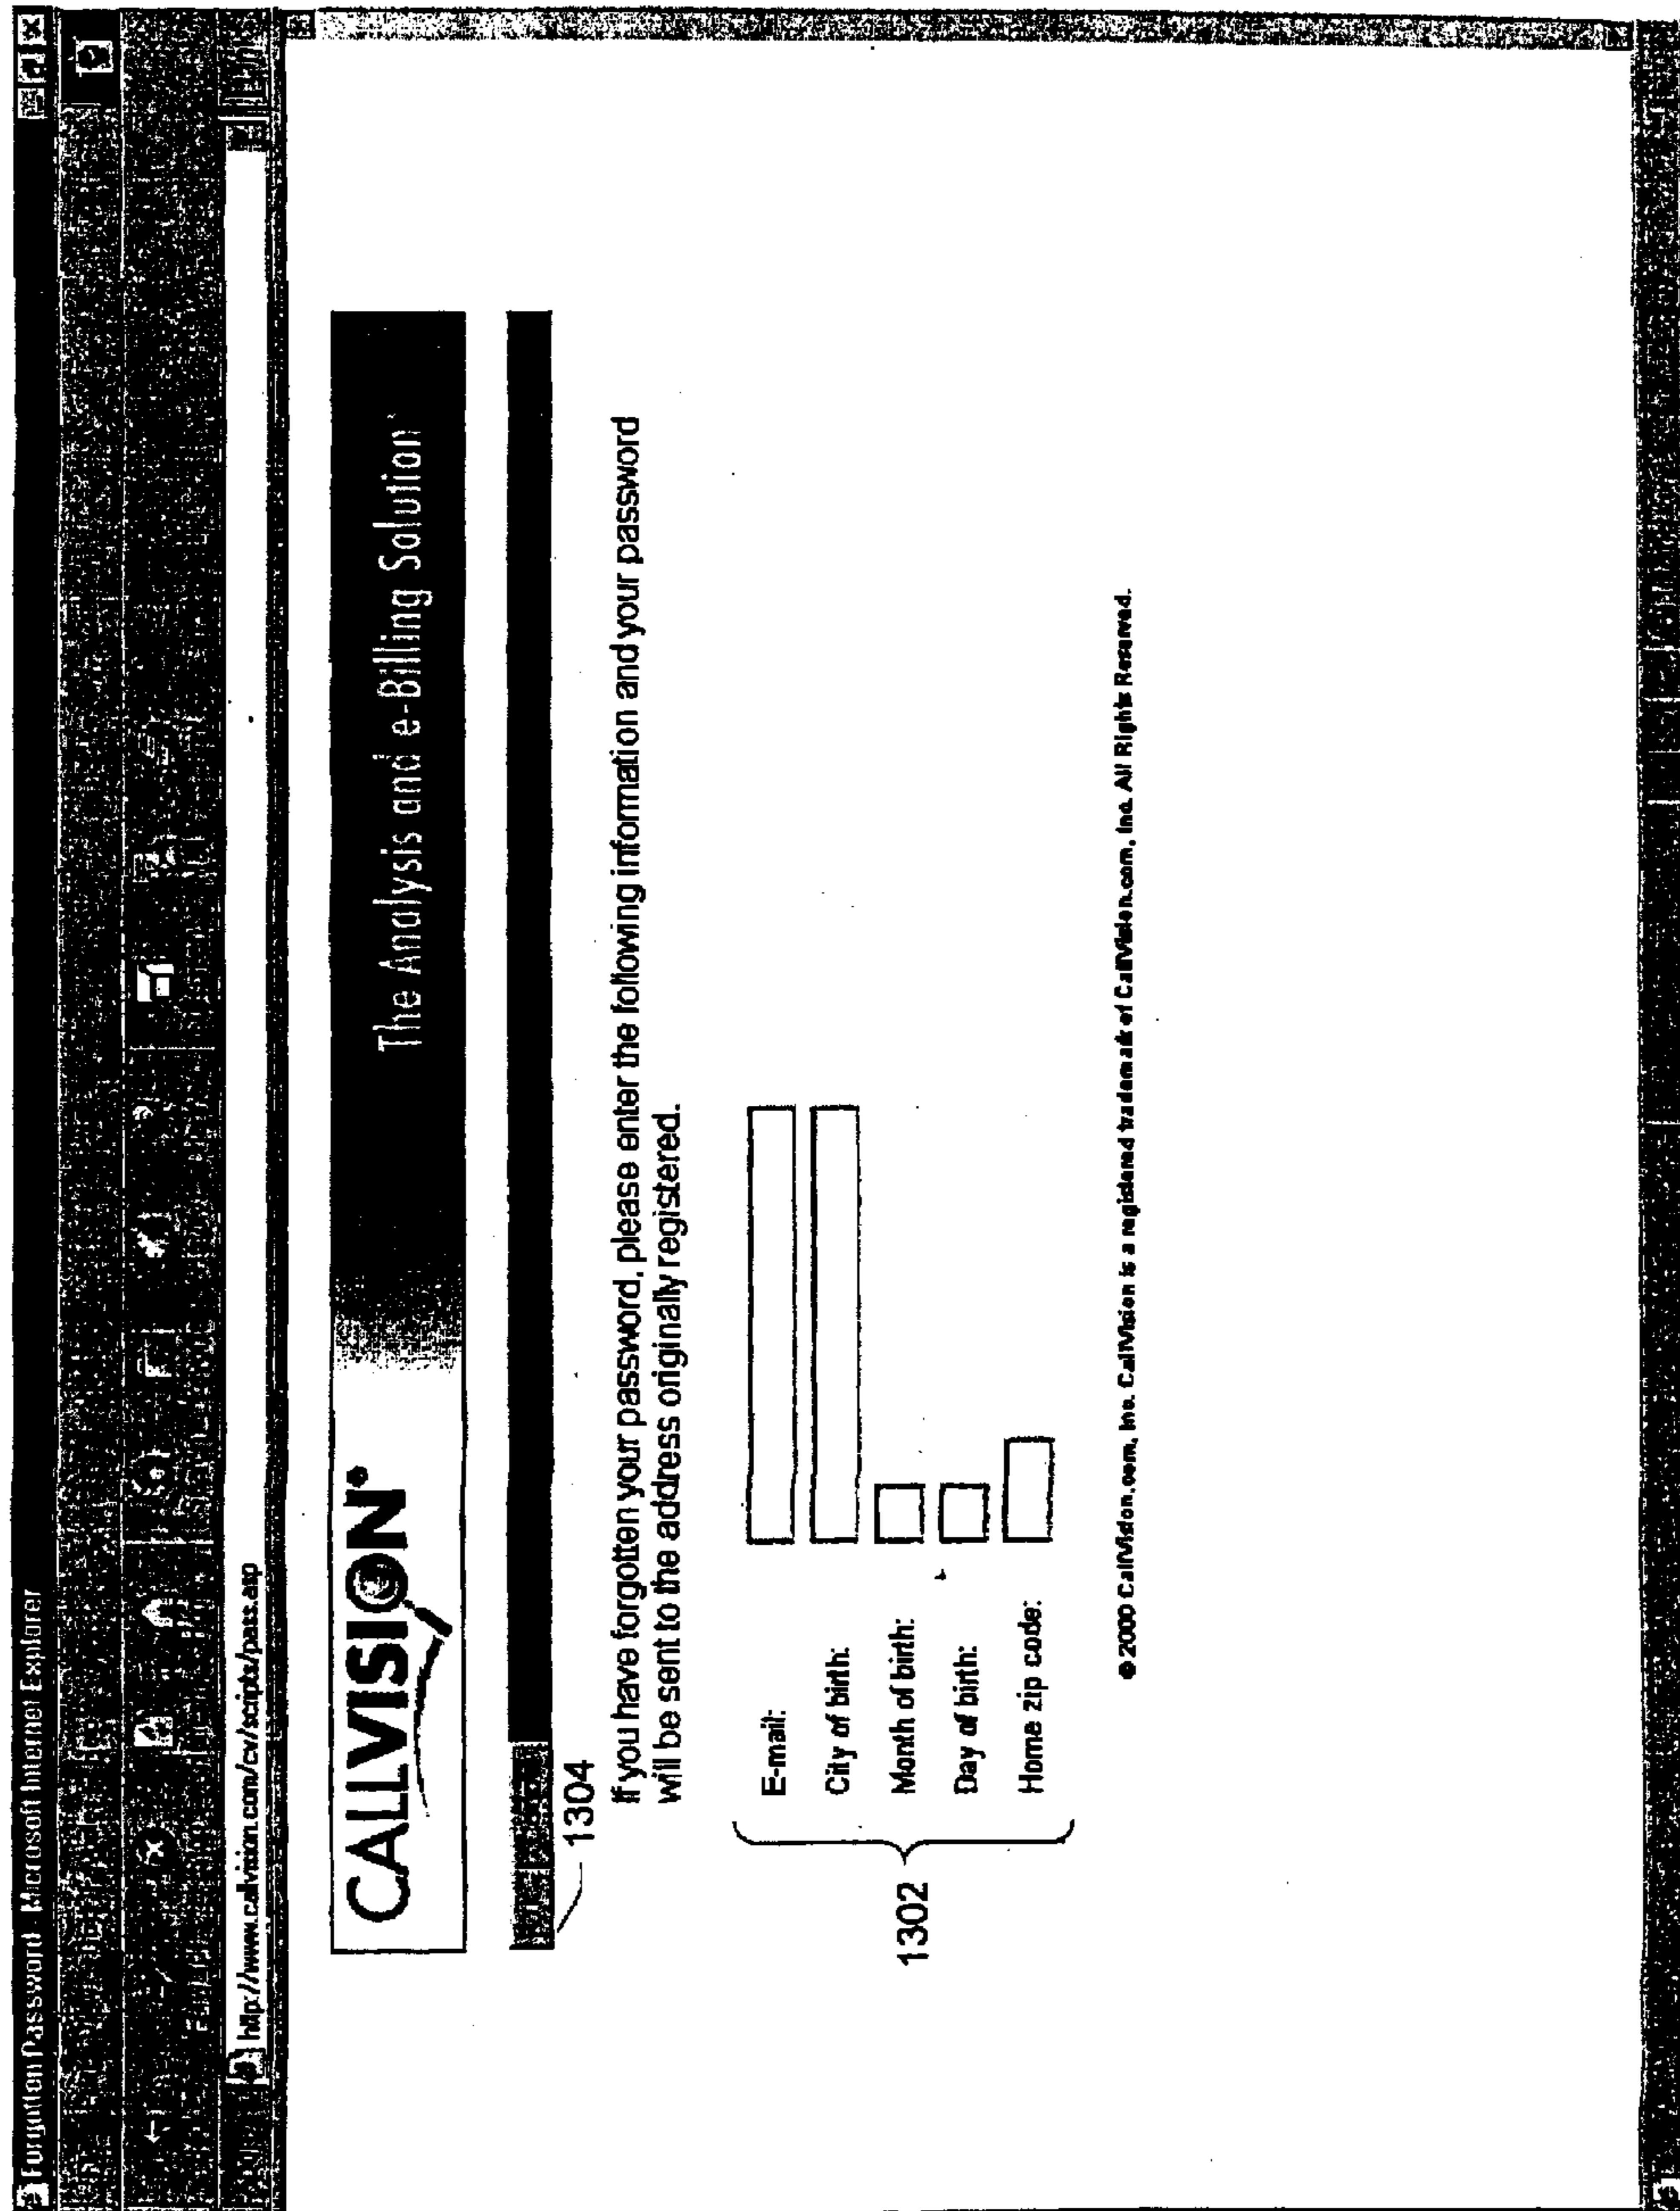 Forgotten Password - Microsoft Internet Explorer
http://www.callvision.com/cv/scripts/pass.asp
CALLVISION®
The Analysis and e-Billing Solution
1304
If you have forgotten your password, please enter the following information and your password
will be sent to the address originally registered.
1302
E-mail:
City of birth:
Month of birth:
Day of birth:
Home zip code:
©2000 CallVision.com, Inc. CallVision is a registered trademark of CallVision.com, Inc. All Rights Reserved.